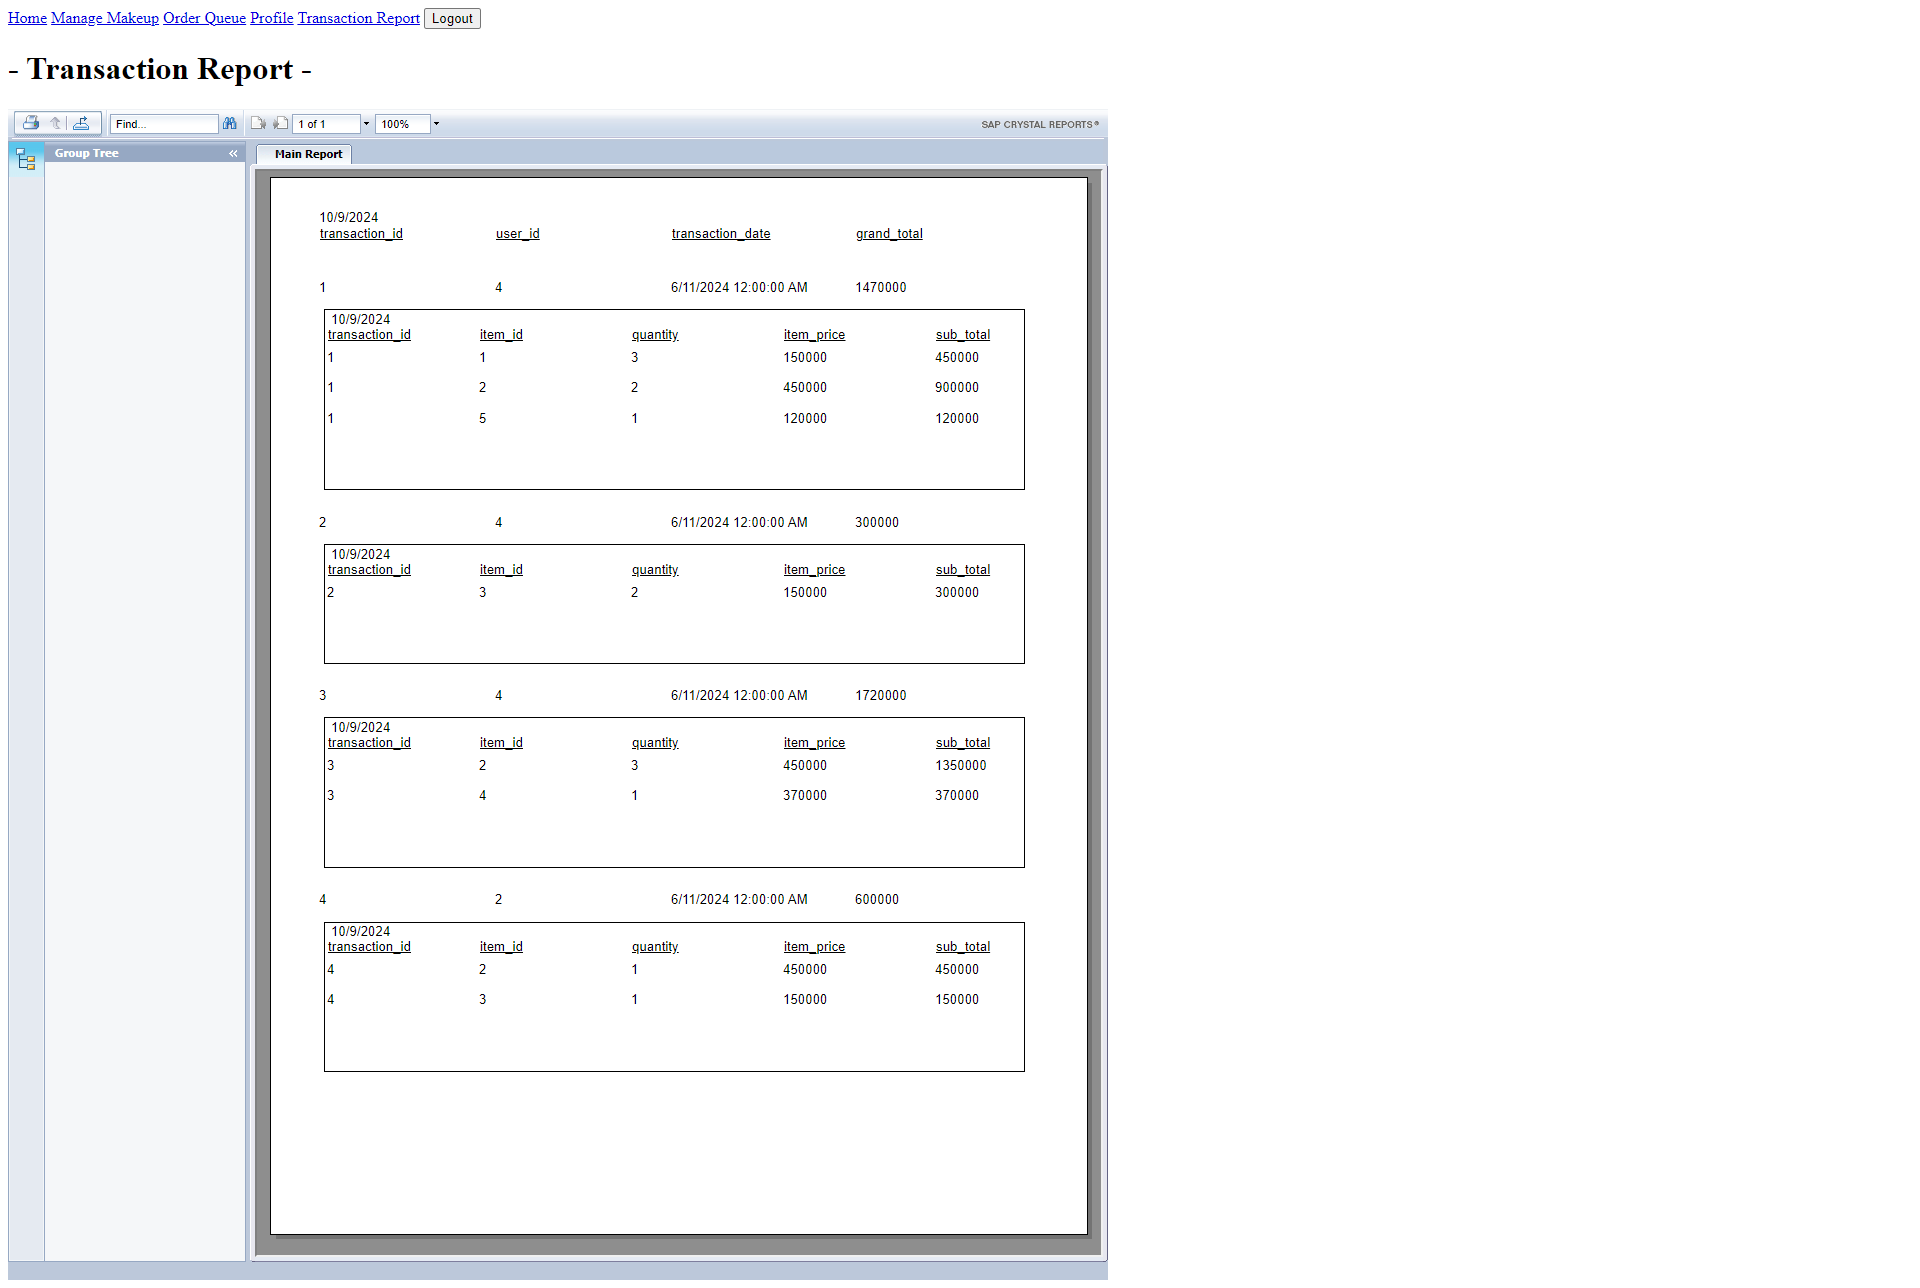 Home Manage Makeup Order Queue Profile Transaction Report Logout
- Transaction Report -
Find... 1 of 1 100% SAP CRYSTAL REPORTS®
Group Tree «
Main Report
10/9/2024
transaction_id user_id transaction_date grand_total
1 4 6/11/2024 12:00:00 AM 1470000
10/9/2024
transaction_id item_id quantity item_price sub_total
1 1 3 150000 450000
1 2 2 450000 900000
1 5 1 120000 120000
2 4 6/11/2024 12:00:00 AM 300000
10/9/2024
transaction_id item_id quantity item_price sub_total
2 3 2 150000 300000
3 4 6/11/2024 12:00:00 AM 1720000
10/9/2024
transaction_id item_id quantity item_price sub_total
3 2 3 450000 1350000
3 4 1 370000 370000
4 2 6/11/2024 12:00:00 AM 600000
10/9/2024
transaction_id item_id quantity item_price sub_total
4 2 1 450000 450000
4 3 1 150000 150000